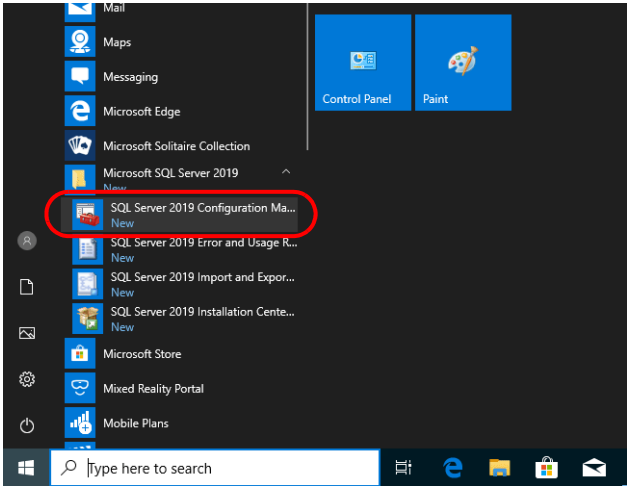 Mail
Maps
Messaging
Microsoft Edge
Microsoft Solitaire Collection
Microsoft SQL Server 2019
New
SQL Server 2019 Configuration Ma...
New
SQL Server 2019 Error and Usage R...
New
SQL Server 2019 Import and Expor...
New
SQL Server 2019 Installation Cente...
New
Microsoft Store
Mixed Reality Portal
Mobile Plans
Control Panel
Paint
Type here to search